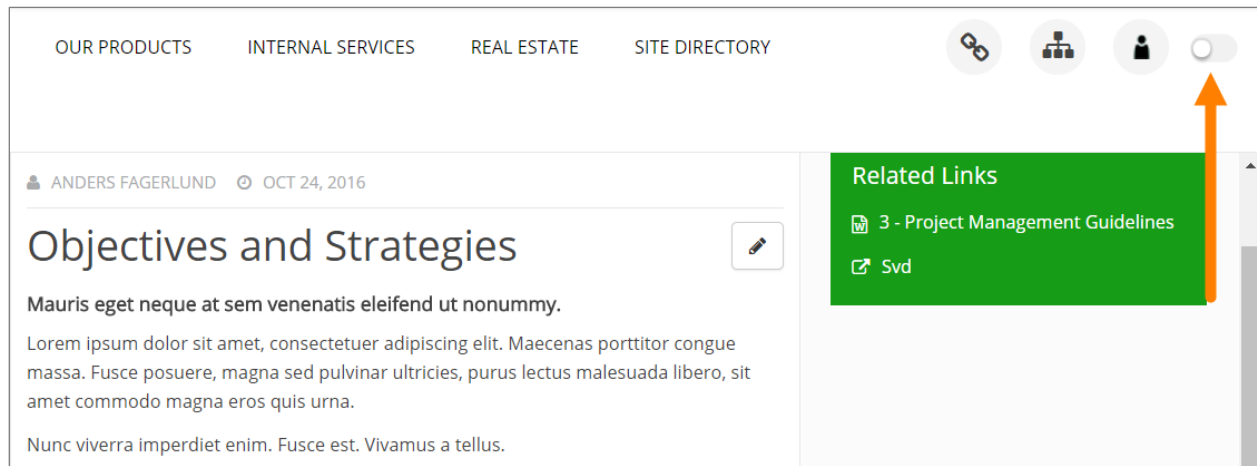 OUR PRODUCTS INTERNAL SERVICES REAL ESTATE SITE DIRECTORY
ANDERS FAGERLUND OCT 24, 2016
Objectives and Strategies
Mauris eget neque at sem venenatis eleifend ut nonummy.
Lorem ipsum dolor sit amet, consectetuer adipiscing elit. Maecenas porttitor congue
massa. Fusce posuere, magna sed pulvinar ultricies, purus lectus malesuada libero, sit
amet commodo magna eros quis urna.
Nunc viverra imperdiet enim. Fusce est. Vivamus a tellus.
Related Links
3 - Project Management Guidelines
Svd